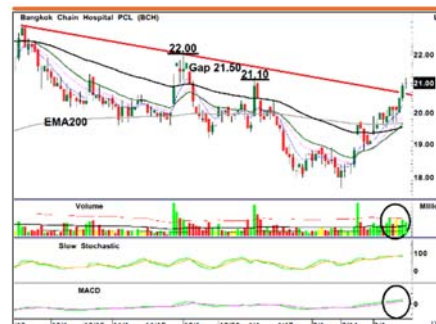 Bangkok Chain Hospital PCL (BCH)
22.00
Gap 21.50
21.10
EMA200
22.00
21.00
20.00
19.00
18.00
Volume
Slow Stochastic
MACD